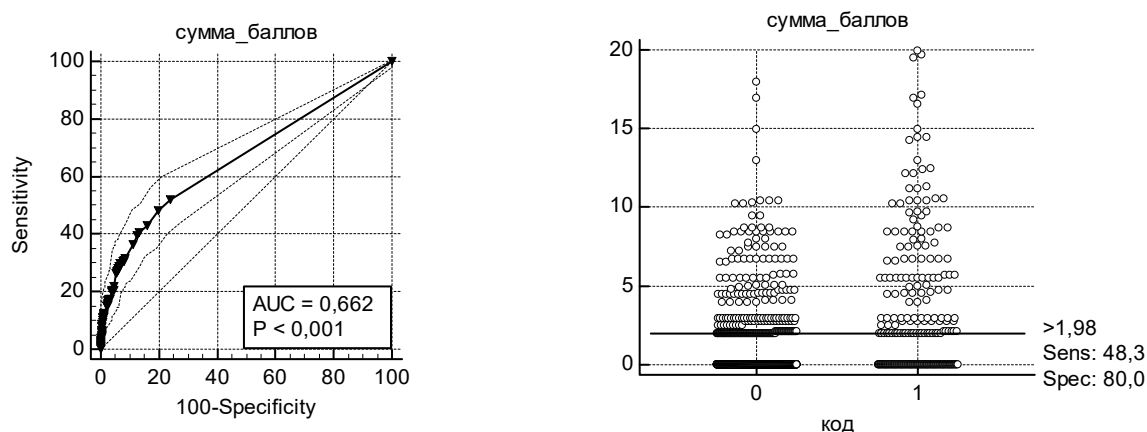 сумма_баллов
100
80
60
40
20
0
Sensitivity
AUC = 0,662
P < 0,001
0 20 40 60 80 100
100-Specificity
сумма_баллов
20
15
10
5
0
>1,98
Sens: 48,3
Spec: 80,0
0 1
код